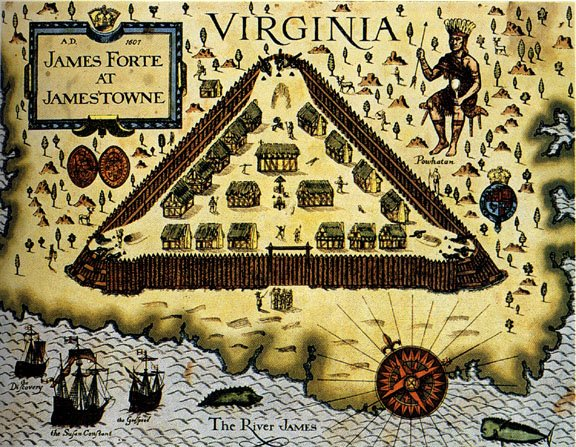 VIRGINIA
A.D. 1607
JAMES FORTE
AT
JAMESTOWNE
Powhatan
Discovery
the Susan Constant
the Godspeed
The River JAMES